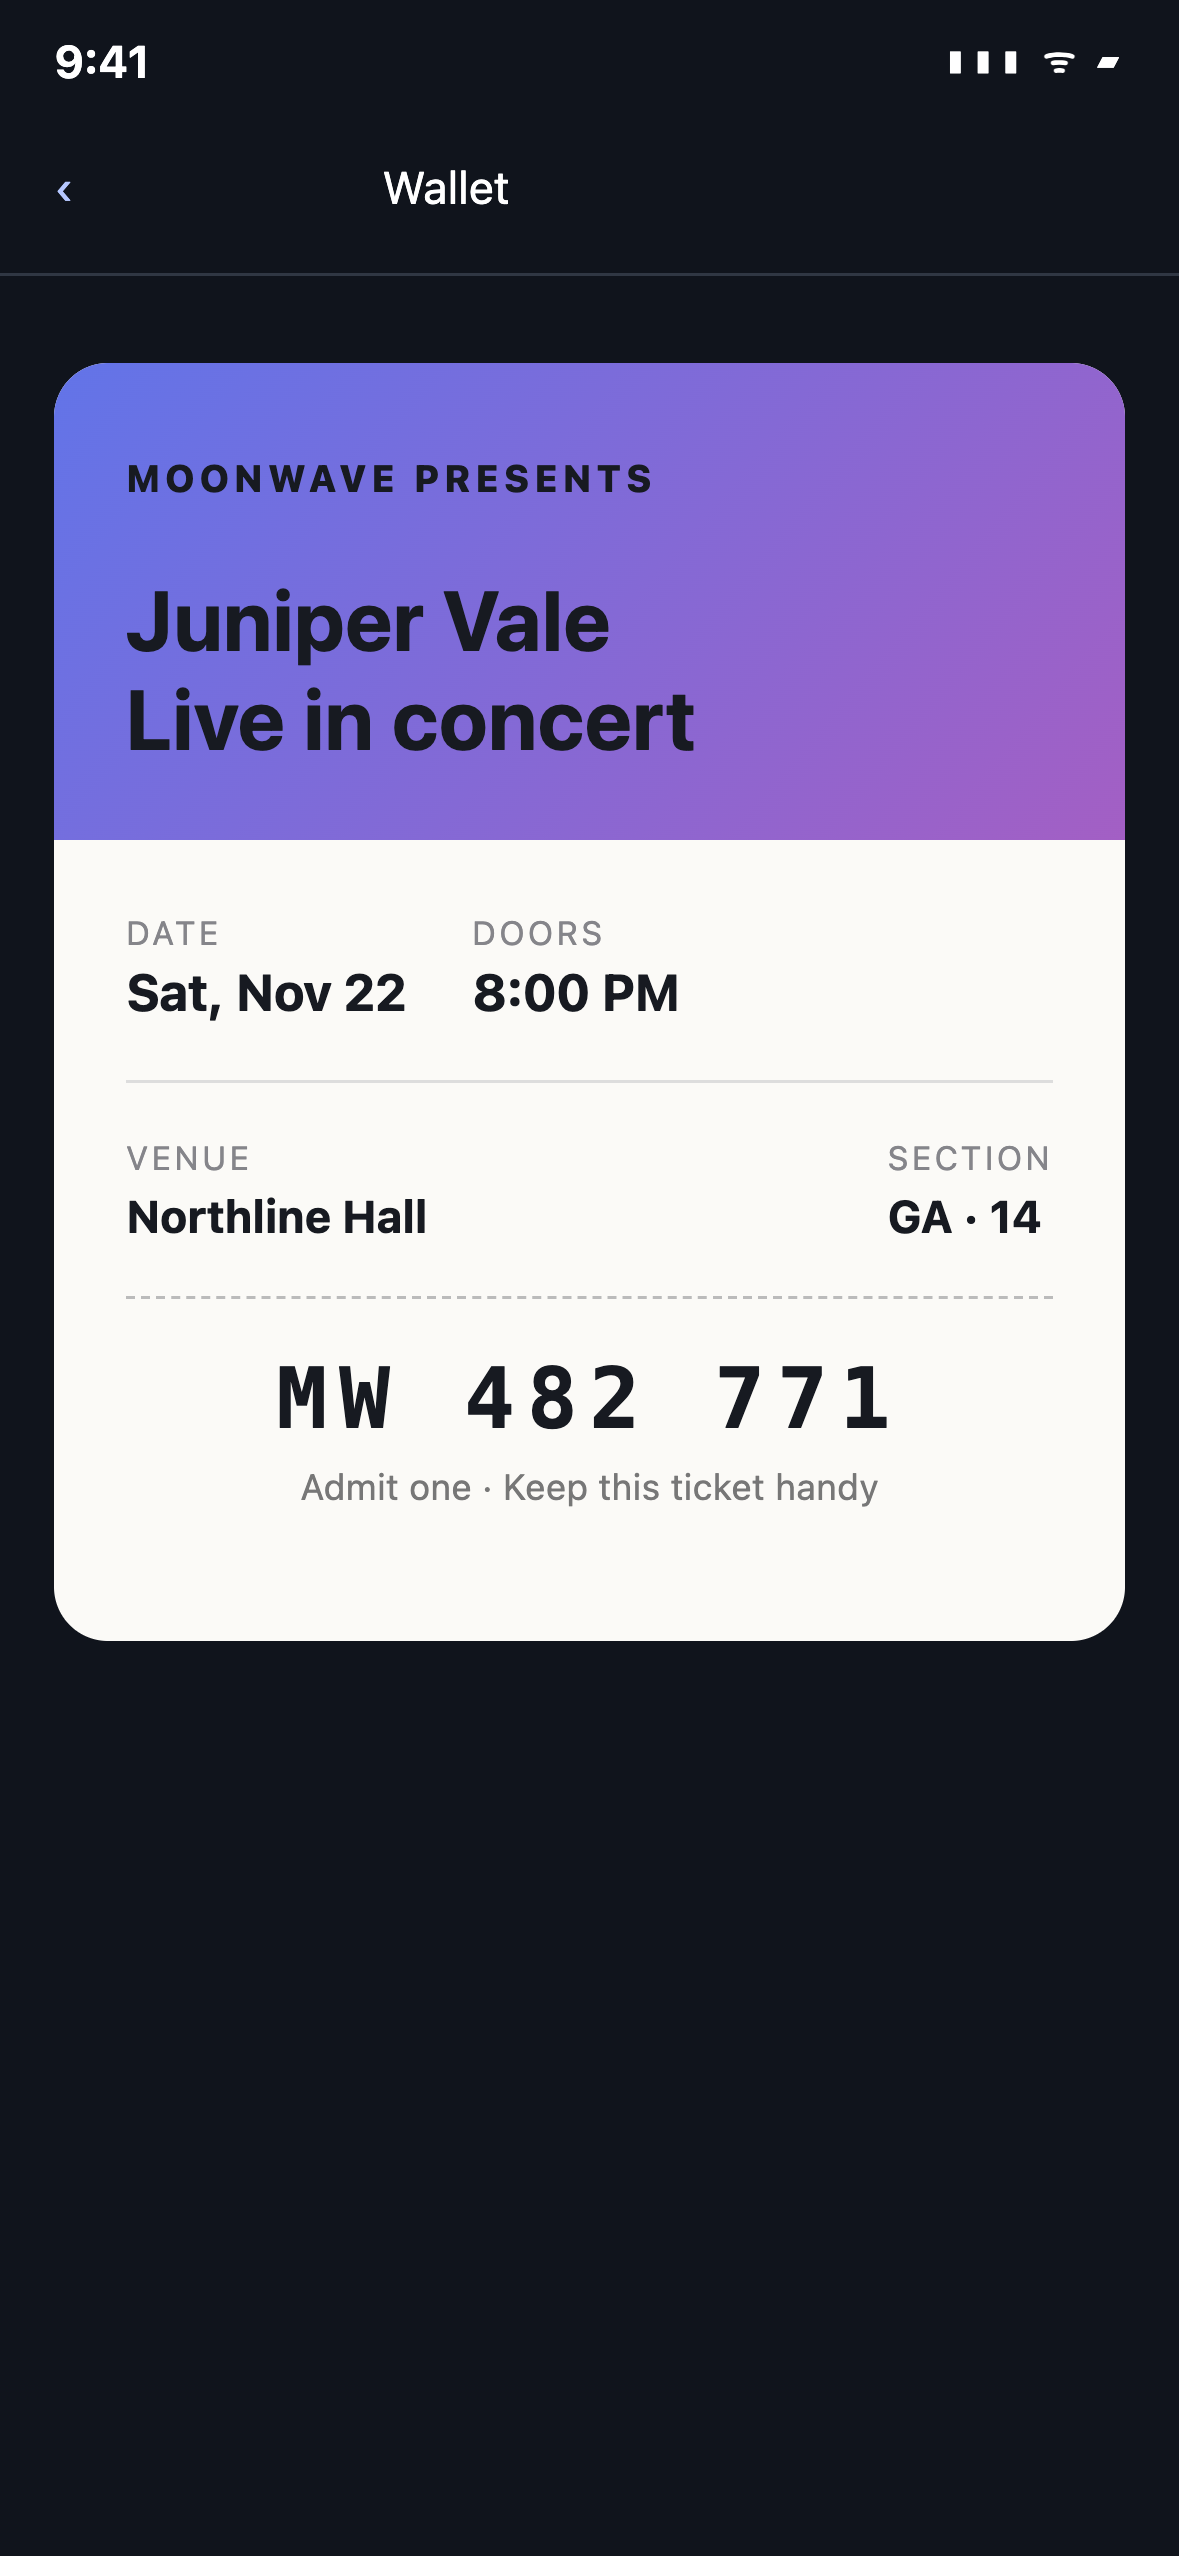 9:41
‹ Wallet
MOONWAVE PRESENTS
Juniper Vale
Live in concert
DATE DOORS
Sat, Nov 22 8:00 PM
VENUE SECTION
Northline Hall GA · 14
MW 482 771
Admit one · Keep this ticket handy